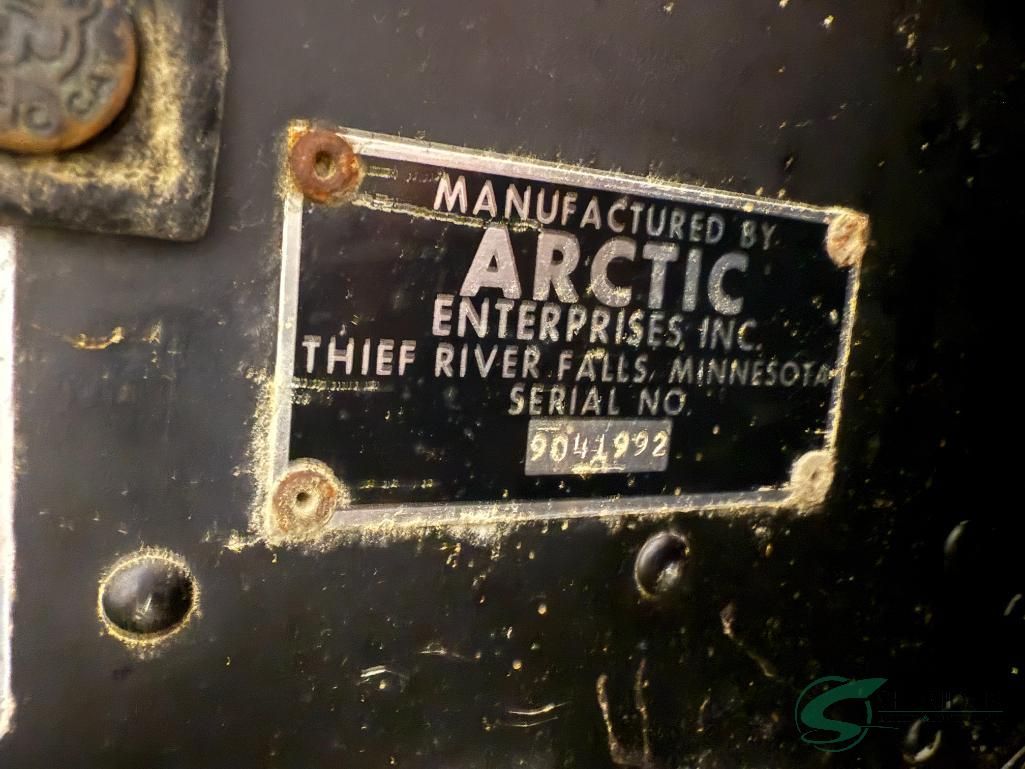 MANUFACTURED BY
ARCTIC
ENTERPRISES, INC.
THIEF RIVER FALLS, MINNESOTA
SERIAL NO.
9041992